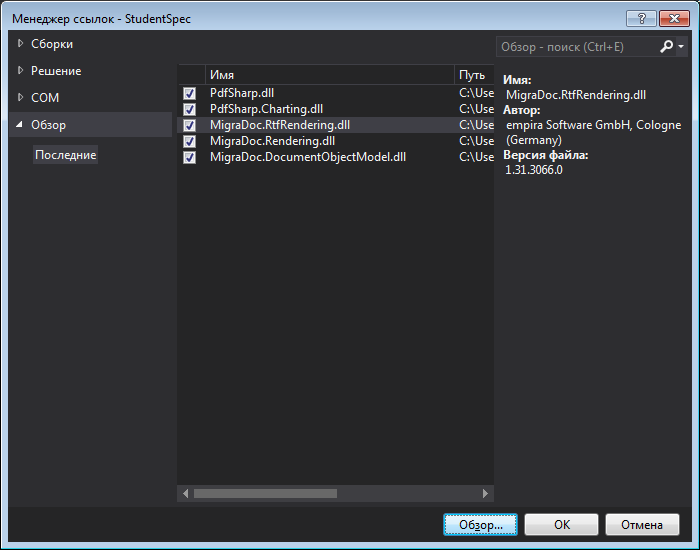 Менеджер ссылок - StudentSpec
Сборки
Решение
COM
Обзор
Последние
Обзор - поиск (Ctrl+E)
Имя Путь
PdfSharp.dll C:\Use
PdfSharp.Charting.dll C:\Use
MigraDoc.RtfRendering.dll C:\Use
MigraDoc.Rendering.dll C:\Use
MigraDoc.DocumentObjectModel.dll C:\Use
Имя:
MigraDoc.RtfRendering.dll
Автор:
empira Software GmbH, Cologne
(Germany)
Версия файла:
1.31.3066.0
Обзор... ОК Отмена